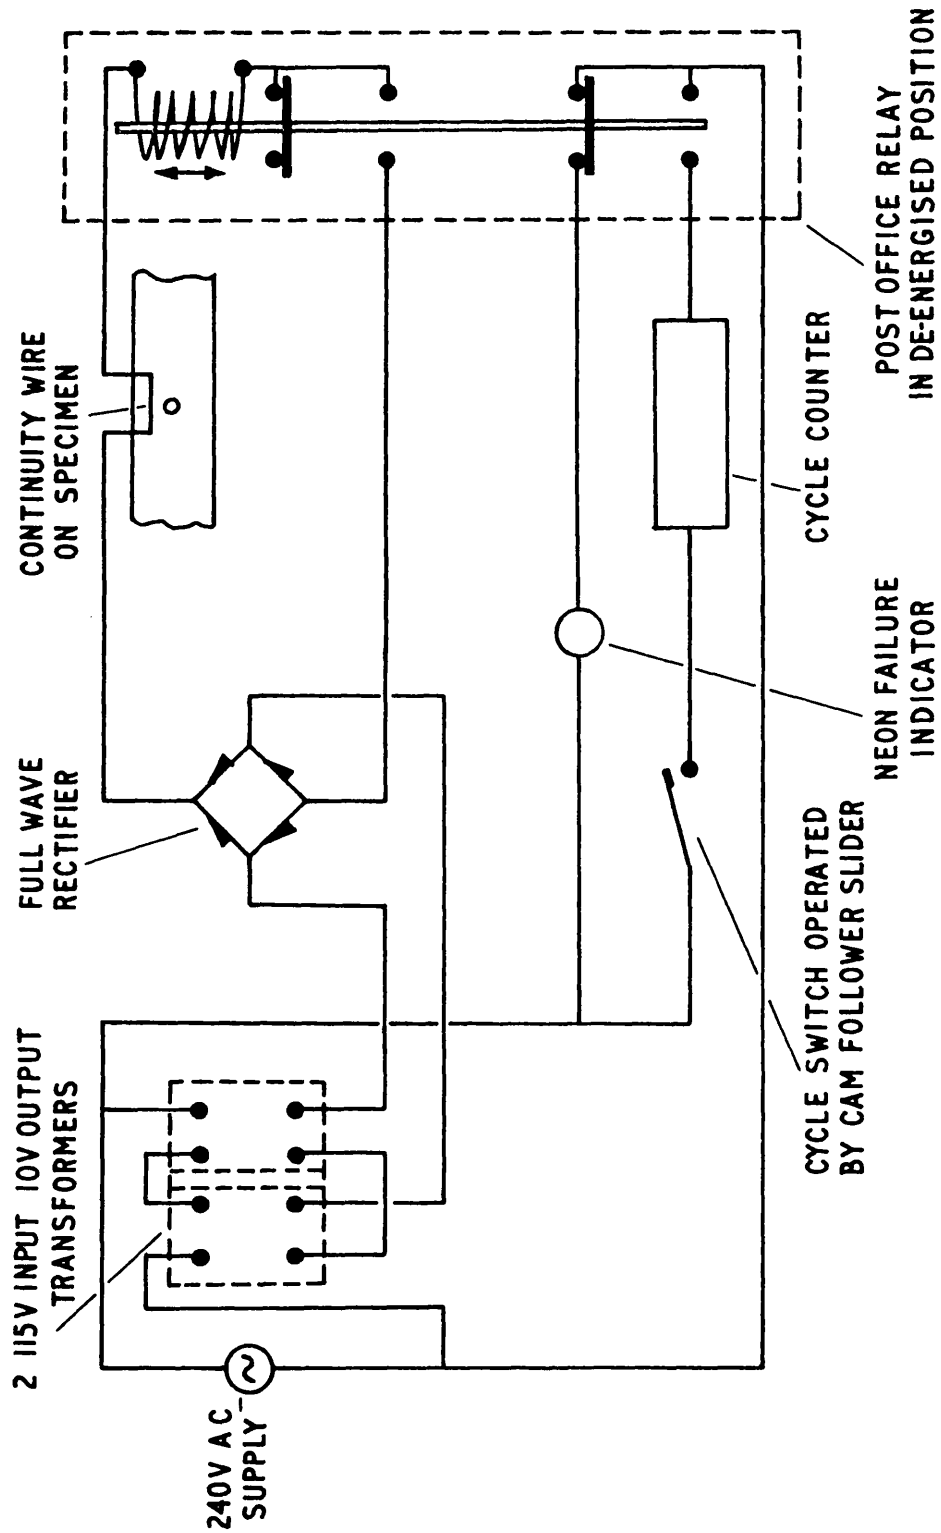 2 115V INPUT 10V OUTPUT
TRANSFORMERS
FULL WAVE
RECTIFIER
CONTINUITY WIRE
ON SPECIMEN
240V AC
SUPPLY
CYCLE SWITCH OPERATED
BY CAM FOLLOWER SLIDER
NEON FAILURE
INDICATOR
CYCLE COUNTER
POST OFFICE RELAY
IN DE-ENERGISED POSITION